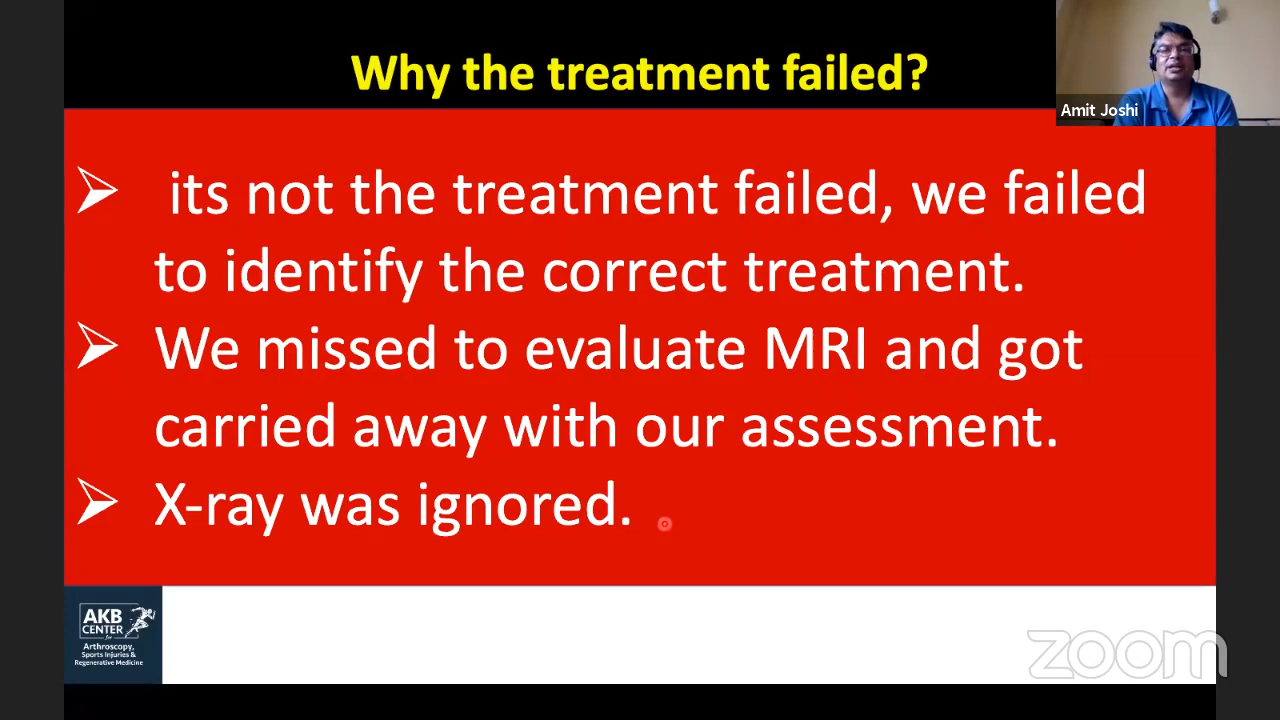 Why the treatment failed?
Amit Joshi
its not the treatment failed, we failed
to identify the correct treatment.
We missed to evaluate MRI and got
carried away with our assessment.
X-ray was ignored.
AKB
CENTER
for
Arthroscopy,
Sports Injuries &
Regenerative Medicine
zoom